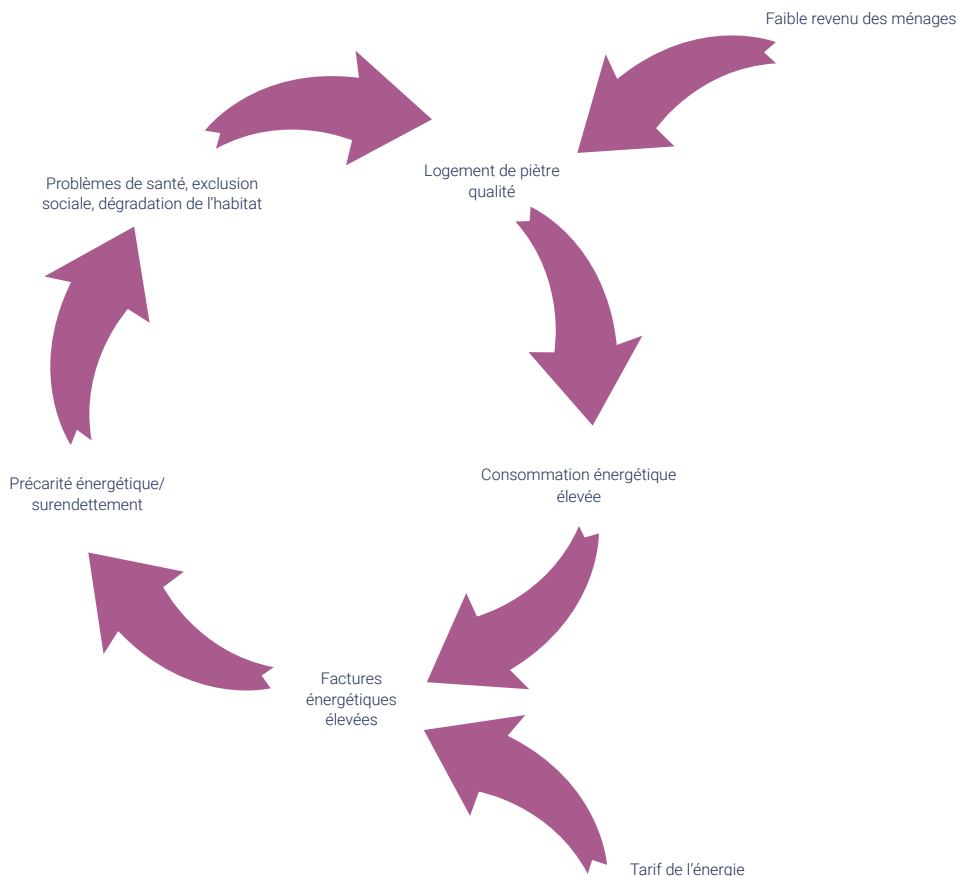 Faible revenu des ménages
Logement de piètre
qualité
Problèmes de santé, exclusion
sociale, dégradation de l'habitat
Consommation énergétique
élevée
Précarité énergétique/
surendettement
Factures
énergétiques
élevées
Tarif de l'énergie